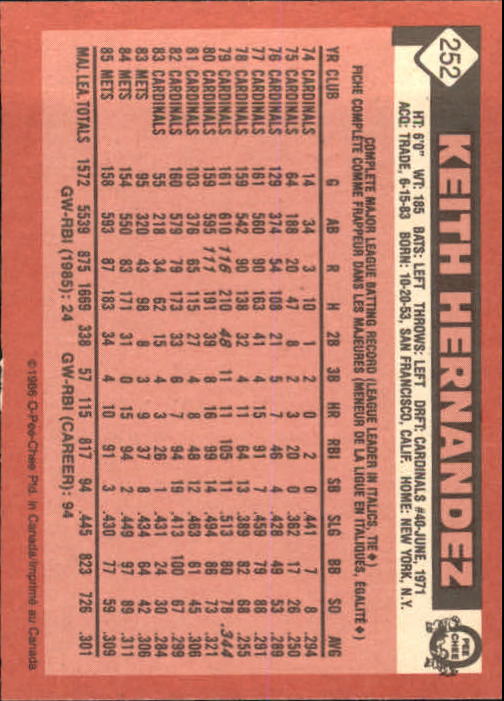 252
KEITH HERNANDEZ
O-PEE-CHEE
HT: 6'0" WT: 185 BATS: LEFT THROWS: LEFT DRFT: CARDINALS #40-JUNE, 1971
ACQ: TRADE, 6-15-83 BORN: 10-20-53, SAN FRANCISCO, CALIF. HOME: NEW YORK, N.Y.
COMPLETE MAJOR LEAGUE BATTING RECORD (LEAGUE LEADER IN ITALICS, TIE ♦)
FICHE COMPLÈTE COMME FRAPPEUR DANS LES MAJEURES (MENEUR DE LA LIGUE EN ITALIQUES, ÉGALITÉ ♦)
YR CLUB G AB R H 2B 3B HR RBI SB SLG BB SO AVG
74 CARDINALS 14 34 3 10 1 2 0 2 0 .441 7 8 .294
75 CARDINALS 64 188 20 47 8 2 3 20 0 .362 17 26 .250
76 CARDINALS 129 374 54 108 21 5 7 46 4 .428 49 53 .289
77 CARDINALS 161 560 90 163 41 4 15 91 7 .459 79 88 .291
78 CARDINALS 159 542 90 138 32 4 11 64 13 .389 82 68 .255
79 CARDINALS 161 610 116 210 48 11 11 105 11 .513 80 78 .344
80 CARDINALS 159 595 111 191 39 8 16 99 14 .494 86 73 .321
81 CARDINALS 103 376 65 115 27 4 8 48 12 .463 61 45 .306
82 CARDINALS 160 579 79 173 33 6 7 94 19 .413 100 67 .299
83 CARDINALS 55 218 34 62 15 4 3 26 1 .431 24 30 .284
83 METS 95 320 43 98 8 3 9 37 8 .434 64 42 .306
84 METS 154 550 83 171 31 0 15 94 2 .449 97 89 .311
85 METS 158 593 87 183 34 4 10 91 3 .430 77 59 .309
MAJ. LEA. TOTALS 1572 5539 875 1669 338 57 115 817 94 .445 823 726 .301
GW-RBI (1985): 24 GW-RBI (CAREER): 94
©1986 O-Pee-Chee Ptd. in Canada/Imprimé au Canada